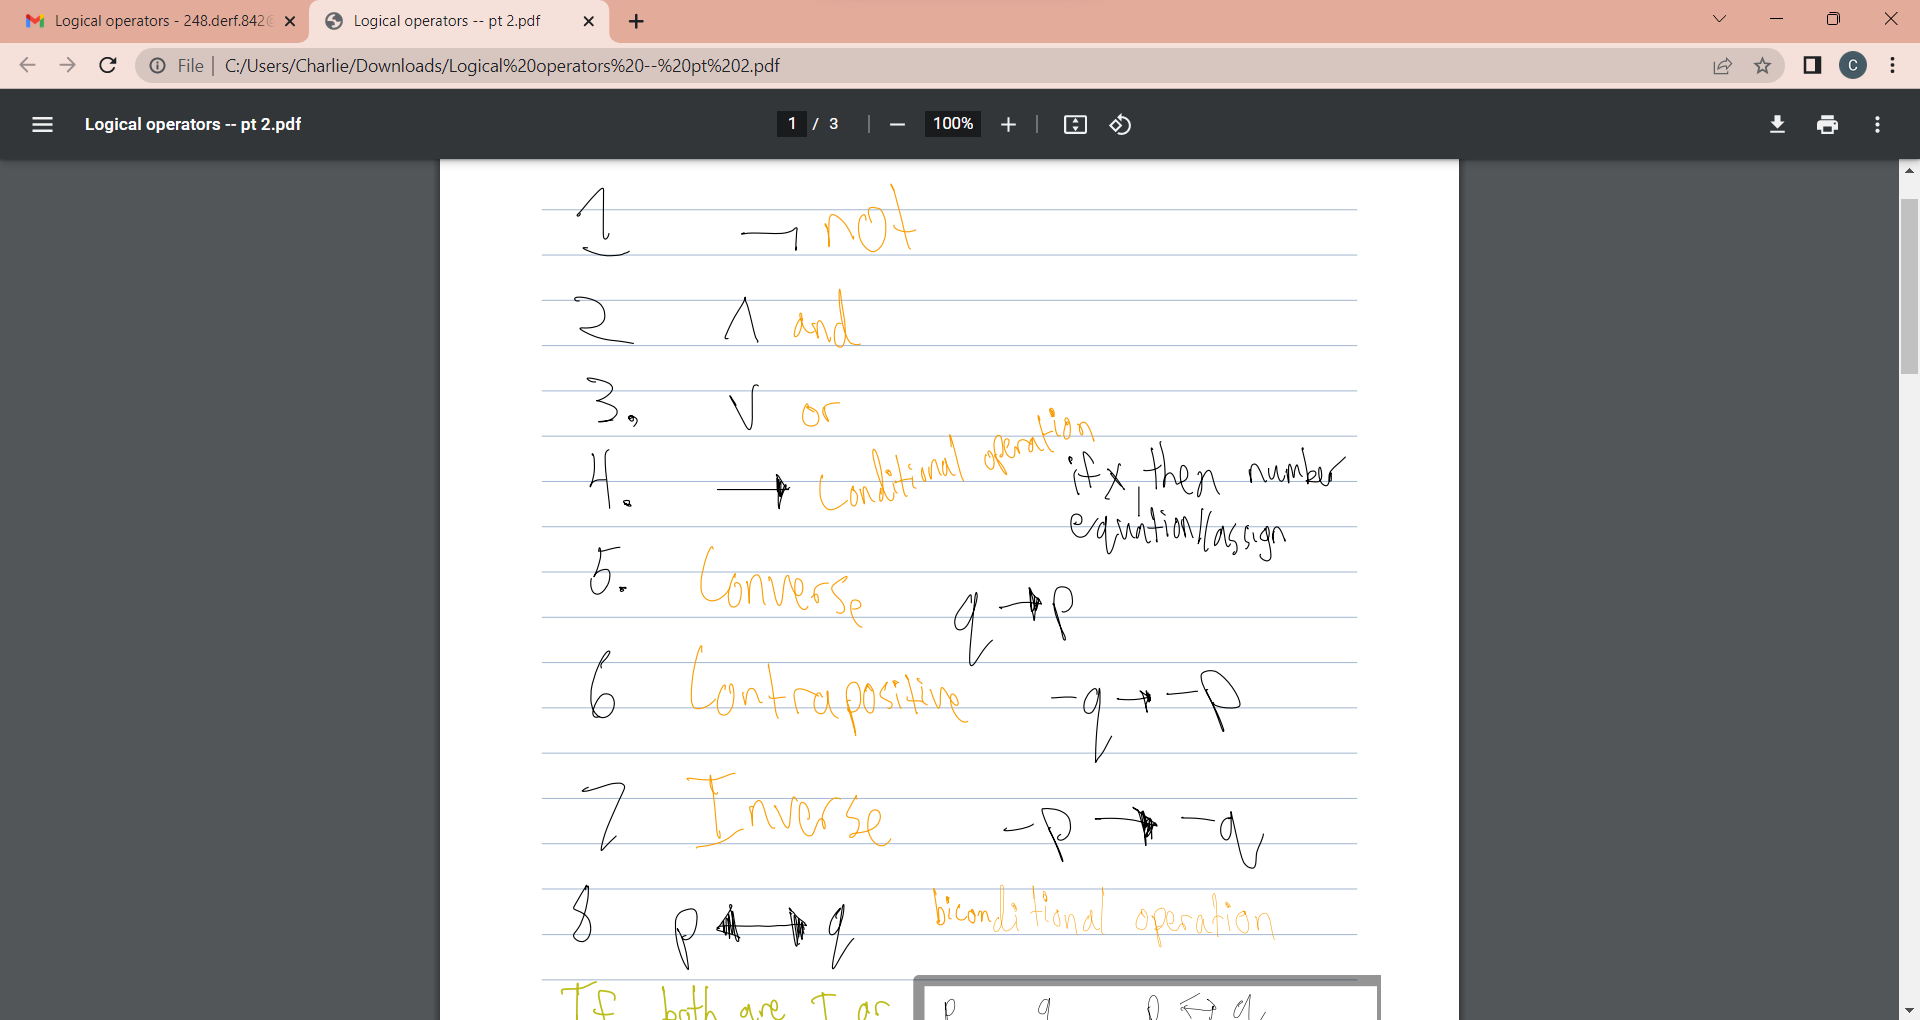 Logical operators - 248.derf.842@
Logical operators -- pt 2.pdf
File
C:/Users/Charlie/Downloads/Logical%20operators%20--%20pt%202.pdf
C
Logical operators -- pt 2.pdf
1 / 3
100%
1 ¬ not
2 ∧ and
3. ∨ or
4. → Conditional operation if x, then number
equation//assign
5. Converse q → p
6 Contrapositive ¬q → ¬p
7 Inverse ¬p → ¬q
8 p ↔ q biconditional operation
If both are T or
p q p ↔ q